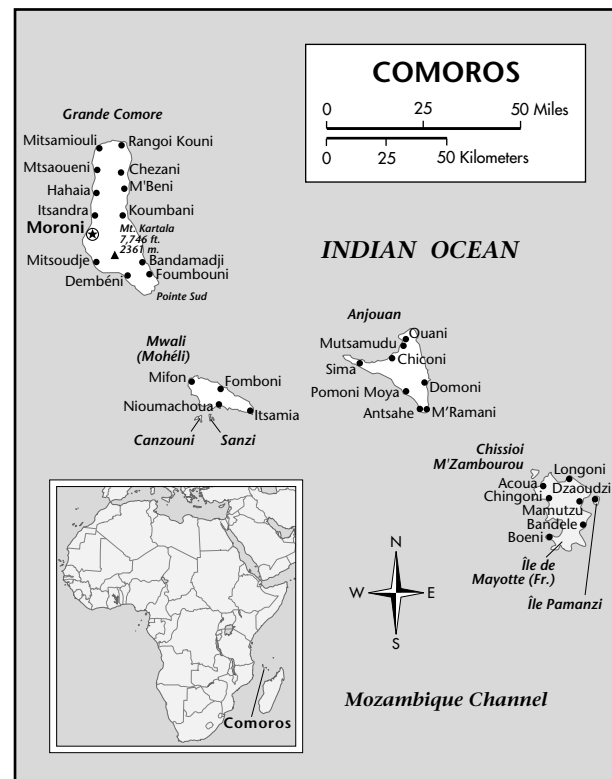 COMOROS
0 25 50 Miles
0 25 50 Kilometers
Grande Comore
Mitsamiouli
Rangoi Kouni
Mtsaoueni
Chezani
M'Beni
Hahaia
Itsandra
Koumbani
Moroni
Mt. Kartala
7,746 ft.
2361 m.
Mitsoudje
Bandamadji
Dembéni
Foumbouni
Pointe Sud
INDIAN OCEAN
Anjouan
Ouani
Mutsamudu
Chiconi
Sima
Domoni
Pomoni Moya
Antsahe
M'Ramani
Mwali
(Mohéli)
Mifon
Fomboni
Nioumachoua
Itsamia
Canzouni
Sanzi
Chissioi
M'Zambourou
Longoni
Acoua
Dzaoudzi
Chingoni
Mamutzu
Bandele
Boeni
Île de
Mayotte (Fr.)
Île Pamanzi
N
W E
S
Mozambique Channel
Comoros